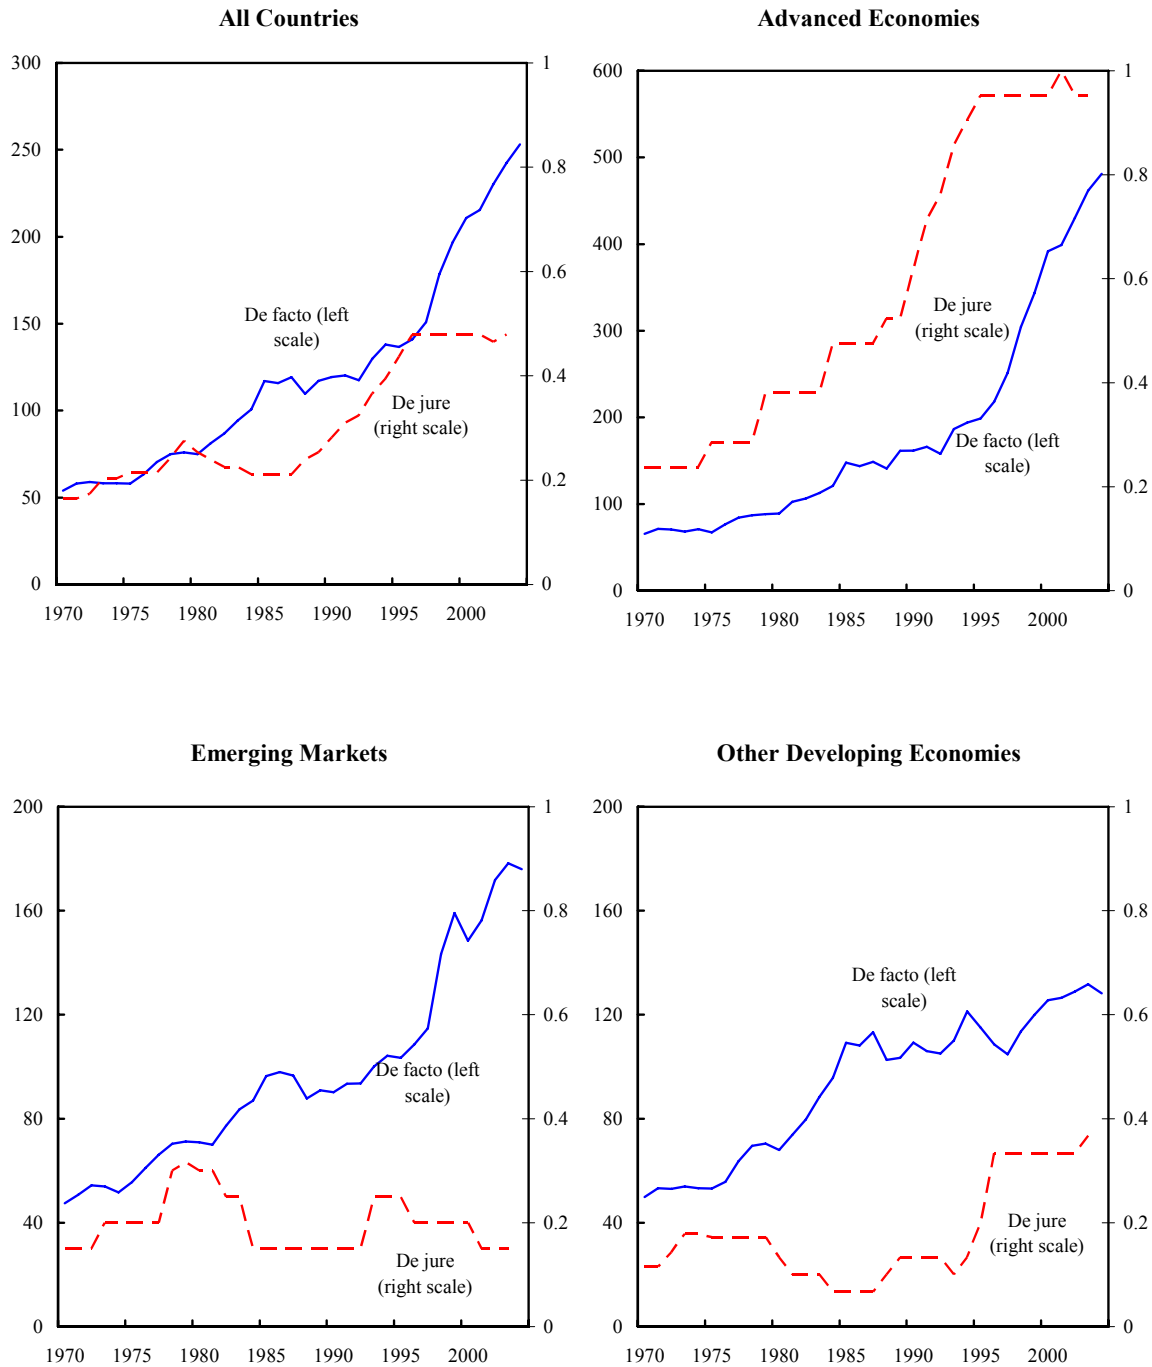 All Countries
Advanced Economies
300
250
200
150
100
50
0
1
0.8
0.6
0.4
0.2
0
De facto (left
scale)
De jure
(right scale)
1970 1975 1980 1985 1990 1995 2000
600
500
400
300
200
100
0
1
0.8
0.6
0.4
0.2
0
De jure
(right scale)
De facto (left
scale)
1970 1975 1980 1985 1990 1995 2000
Emerging Markets
Other Developing Economies
200
160
120
80
40
0
1
0.8
0.6
0.4
0.2
0
De facto (left
scale)
De jure
(right scale)
1970 1975 1980 1985 1990 1995 2000
200
160
120
80
40
0
1
0.8
0.6
0.4
0.2
0
De facto (left
scale)
De jure
(right scale)
1970 1975 1980 1985 1990 1995 2000